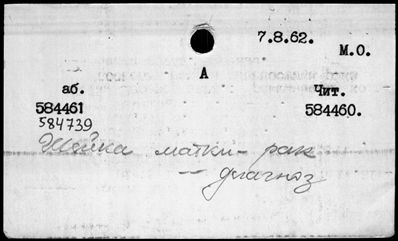 7.8.62.
М.О.
А
аб. Чит.
584461 584460.
584739
Шейка матки - рак
- диагноз